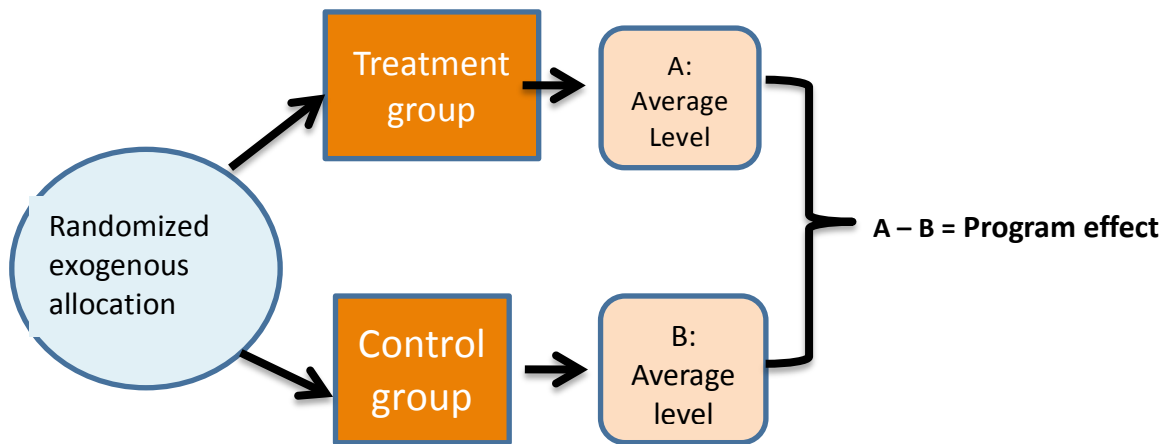 Treatment
group
A:
Average
Level
Randomized
exogenous
allocation
A – B = Program effect
Control
group
B:
Average
level